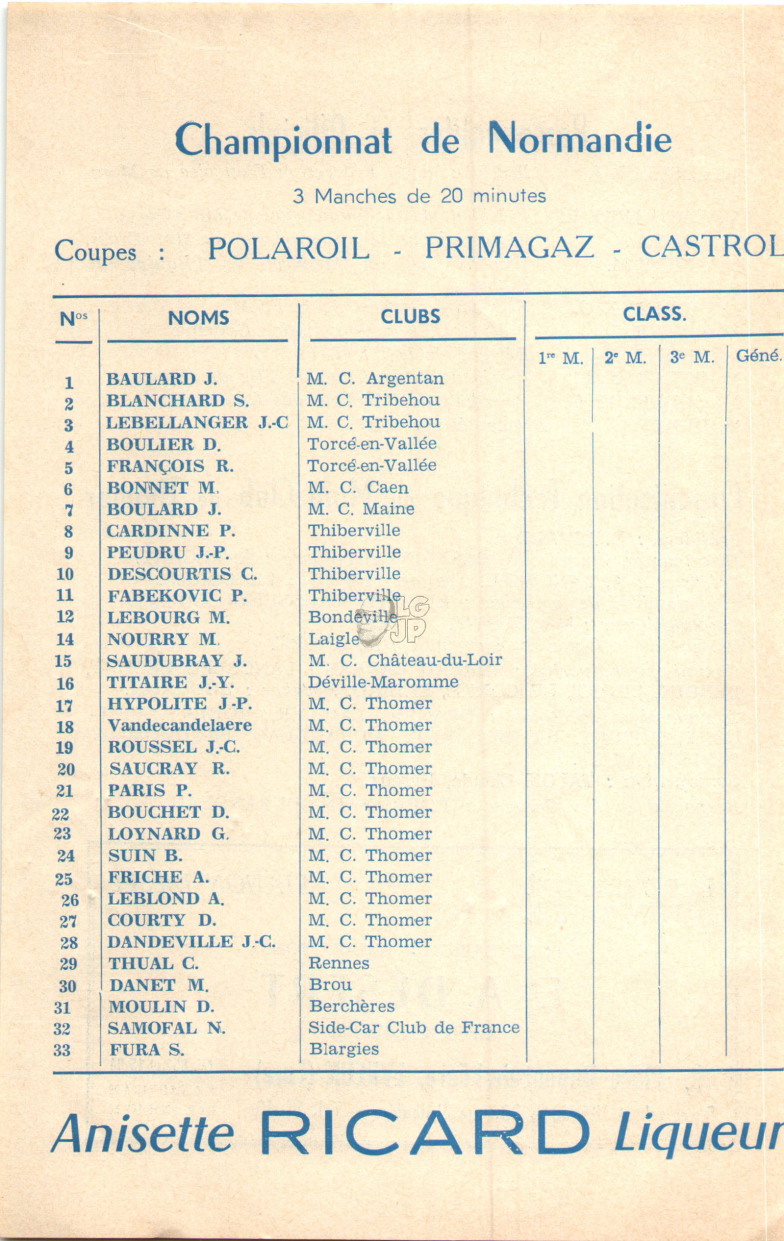 Championnat de Normandie
3 Manches de 20 minutes
Coupes : POLAROIL - PRIMAGAZ - CASTROL
Nos NOMS CLUBS CLASS.
1re M. 2e M. 3e M. Géné.
1 BAULARD J. M. C. Argentan
2 BLANCHARD S. M. C. Tribehou
3 LEBELLANGER J.-C M. C. Tribehou
4 BOULIER D. Torcé-en-Vallée
5 FRANÇOIS R. Torcé-en-Vallée
6 BONNET M. M. C. Caen
7 BOULARD J. M. C. Maine
8 CARDINNE P. Thiberville
9 PEUDRU J.-P. Thiberville
10 DESCOURTIS C. Thiberville
11 FABEKOVIC P. Thiberville
12 LEBOURG M. Bondeville
14 NOURRY M. Laigle
LG
JP
15 SAUDUBRAY J. M. C. Château-du-Loir
16 TITAIRE J.-Y. Déville-Maromme
17 HYPOLITE J-P. M. C. Thomer
18 Vandecandelaere M. C. Thomer
19 ROUSSEL J.-C. M. C. Thomer
20 SAUCRAY R. M. C. Thomer
21 PARIS P. M. C. Thomer
22 BOUCHET D. M. C. Thomer
23 LOYNARD G. M. C. Thomer
24 SUIN B. M. C. Thomer
25 FRICHE A. M. C. Thomer
26 LEBLOND A. M. C. Thomer
27 COURTY D. M. C. Thomer
28 DANDEVILLE J.-C. M. C. Thomer
29 THUAL C. Rennes
30 DANET M. Brou
31 MOULIN D. Berchères
32 SAMOFAL N. Side-Car Club de France
33 FURA S. Blargies
Anisette RICARD Liqueur